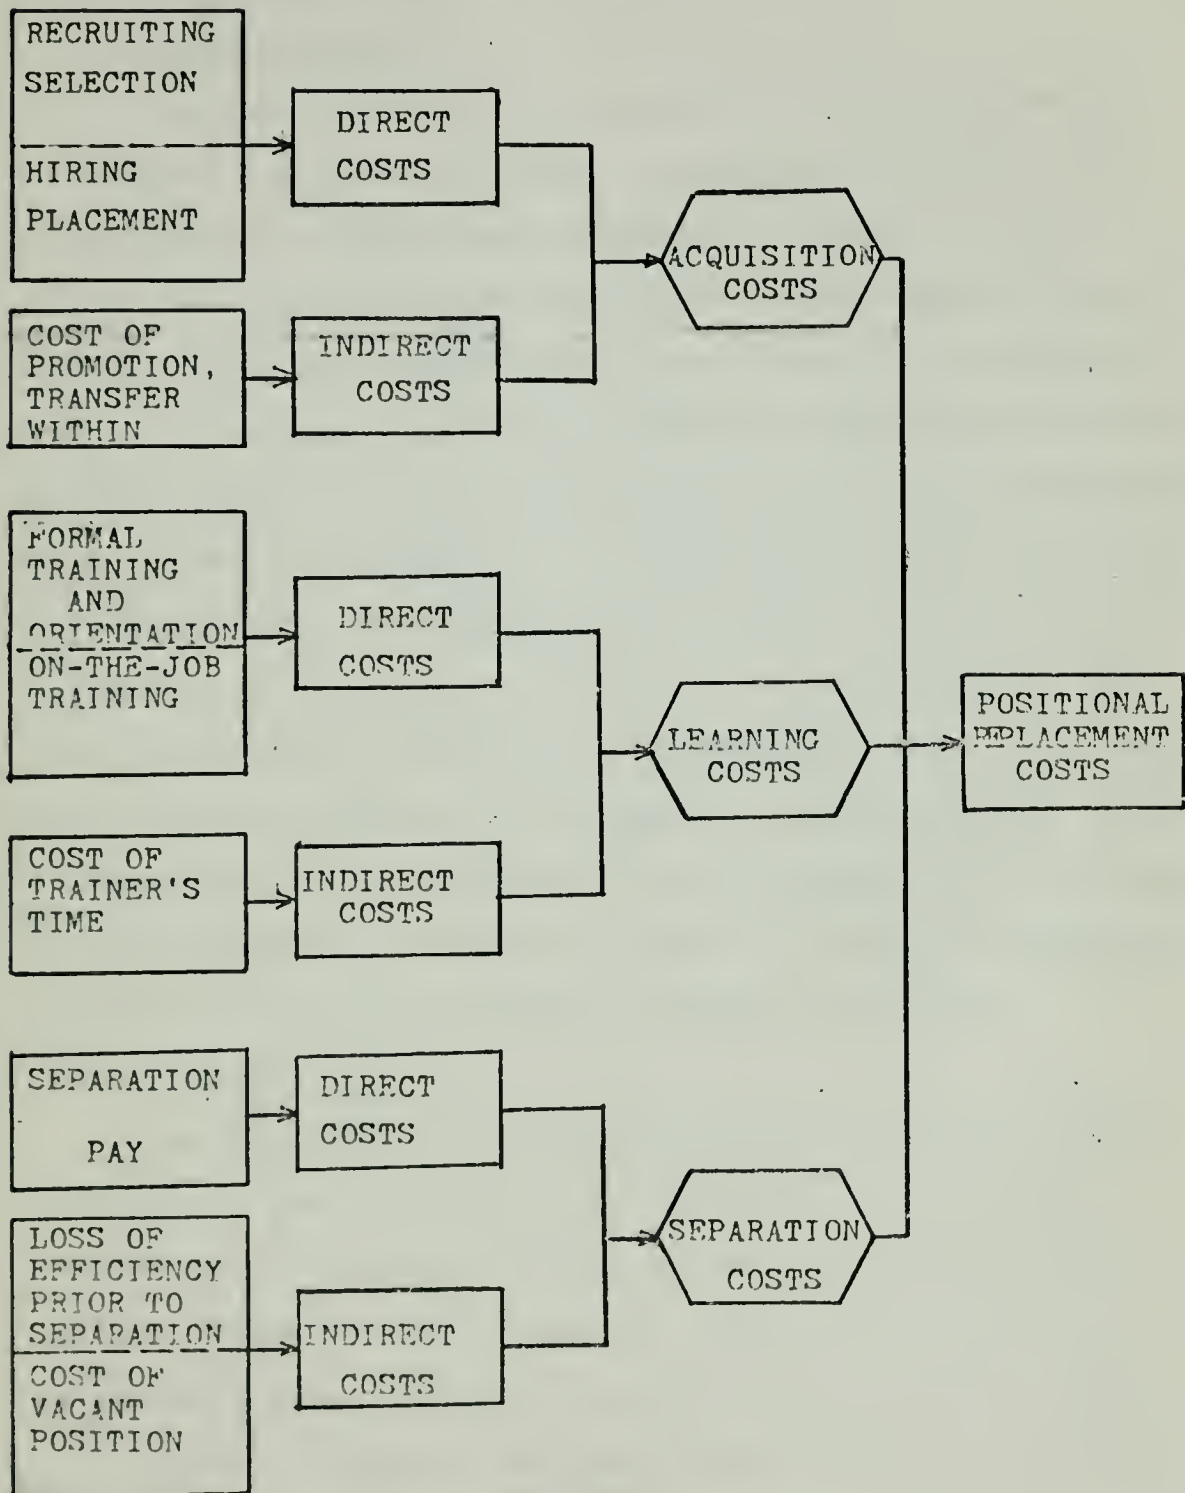 RECRUITING
SELECTION
HIRING
PLACEMENT
DIRECT
COSTS
COST OF
PROMOTION,
TRANSFER
WITHIN
INDIRECT
COSTS
ACQUISITION
COSTS
FORMAL
TRAINING
AND
ORIENTATION
ON-THE-JOB
TRAINING
DIRECT
COSTS
COST OF
TRAINER'S
TIME
INDIRECT
COSTS
LEARNING
COSTS
SEPARATION
PAY
DIRECT
COSTS
LOSS OF
EFFICIENCY
PRIOR TO
SEPARATION
COST OF
VACANT
POSITION
INDIRECT
COSTS
SEPARATION
COSTS
POSITIONAL
REPLACEMENT
COSTS